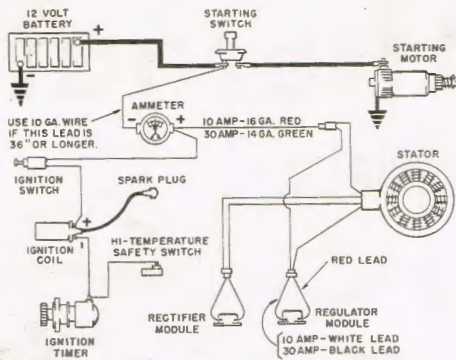 12 VOLT
BATTERY
+
-
STARTING
SWITCH
STARTING
MOTOR
USE 10 GA. WIRE
IF THIS LEAD IS
36" OR LONGER.
AMMETER
- +
10 AMP-16 GA. RED
30 AMP-14 GA. GREEN
IGNITION
SWITCH
SPARK PLUG
STATOR
+
-
IGNITION
COIL
HI-TEMPERATURE
SAFETY SWITCH
RED LEAD
RECTIFIER
MODULE
REGULATOR
MODULE
10 AMP-WHITE LEAD
30 AMP-BLACK LEAD
IGNITION
TIMER